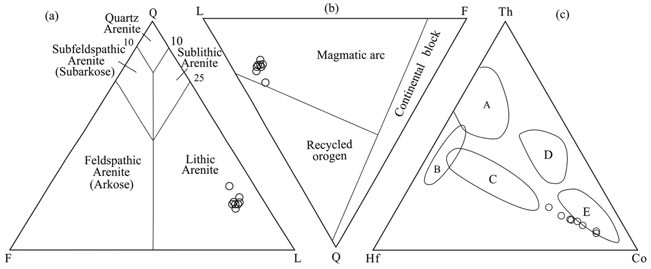 (a)
Q
Quartz
Arenite
10
10
Subfeldspathic
Arenite
(Subarkose)
Sublithic
Arenite
25
Feldspathic
Arenite
(Arkose)
Lithic
Arenite
F
L
(b)
L
F
Magmatic arc
Continental block
Recycled
orogen
Q
(c)
Th
A
B
C
D
E
Hf
Co